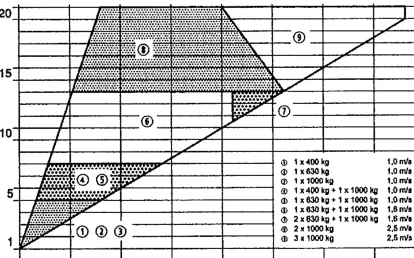 20
⑨
⑧
15
⑦
⑥
10
④ ⑤
5
① ② ③
1
① 1 x 400 kg 1,0 m/s
② 1 x 630 kg 1,0 m/s
③ 1 x 1000 kg 1,0 m/s
④ 1 x 400 kg + 1 x 1000 kg 1,0 m/s
⑤ 1 x 630 kg + 1 x 1000 kg 1,0 m/s
⑥ 1 x 630 kg + 1 x 1000 kg 1,6 m/s
⑦ 2 x 630 kg + 1 x 1000 kg 1,6 m/s
⑧ 2 x 1000 kg 2,5 m/s
⑨ 3 x 1000 kg 2,5 m/s